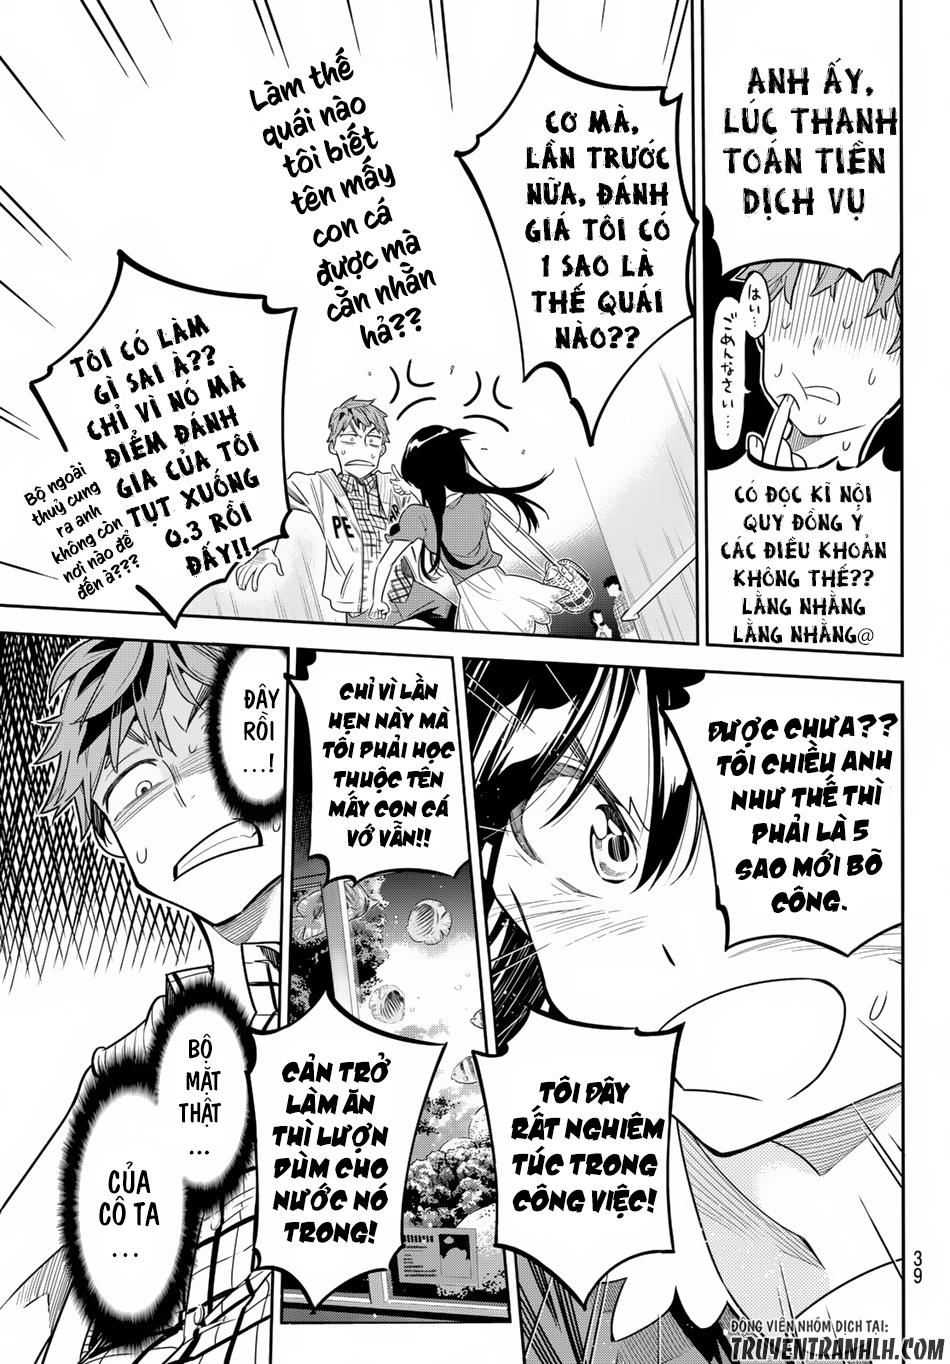 ANH ẤY,
LÚC THANH
TOÁN TIỀN
DỊCH VỤ
はい…
ごめんなさい…
CÓ ĐỌC KĨ NỘI
QUY ĐỒNG Ý
CÁC ĐIỀU KHOẢN
KHÔNG THẾ??
LẰNG NHẰNG
LẰNG NHẰNG@
CƠ MÀ,
LẦN TRƯỚC
NỮA, ĐÁNH
GIÁ TÔI CÓ
1 SAO LÀ
THẾ QUÁI
NÀO??
Làm thế
quái nào
tôi biết
tên mấy
con cá
được mà
cằn nhằn
hả??
TÔI CÓ LÀM
GÌ SAI À??
CHỈ VÌ NÓ MÀ
ĐIỂM ĐÁNH
GIA CỦA TÔI
TỤT XUỐNG
0.3 RỒI
ĐẤY!!
Bộ ngoài
thuỷ cung
ra anh
không còn
nơi nào để
đến à???
PE
ĐƯỢC CHƯA??
TÔI CHIỀU ANH
NHƯ THẾ THÌ
PHẢI LÀ 5
SAO MỚI BÕ
CÔNG.
TÔI ĐÂY
RẤT NGHIÊM
TÚC TRONG
CÔNG VIỆC!
CHỈ VÌ LẦN
HẸN NÀY MÀ
TÔI PHẢI HỌC
THUỘC TÊN
MẤY CON CÁ
VỚ VẨN!!
CẢN TRỞ
LÀM ĂN
THÌ LƯỢN
DÙM CHO
NƯỚC NÓ
TRONG!
ĐÂY
RỒI
...!
BỘ
MẶT
THẬT
...
CỦA
CÔ TA
...
39
ĐỘNG VIÊN NHÓM DỊCH TẠI:
TRUYENTRANHLH.COM